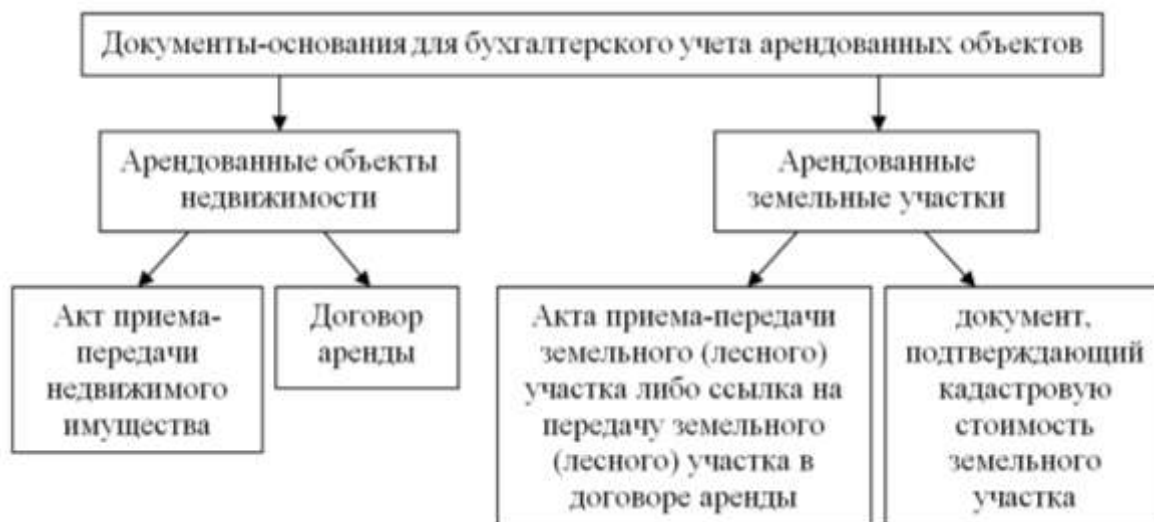 Документы-основания для бухгалтерского учета арендованных объектов
Арендованные объекты
недвижимости
Арендованные
земельные участки
Акт приема-
передачи
недвижимого
имущества
Договор
аренды
Акта приема-передачи
земельного (лесного)
участка либо ссылка на
передачу земельного
(лесного) участка в
договоре аренды
документ,
подтверждающий
кадастровую
стоимость
земельного
участка